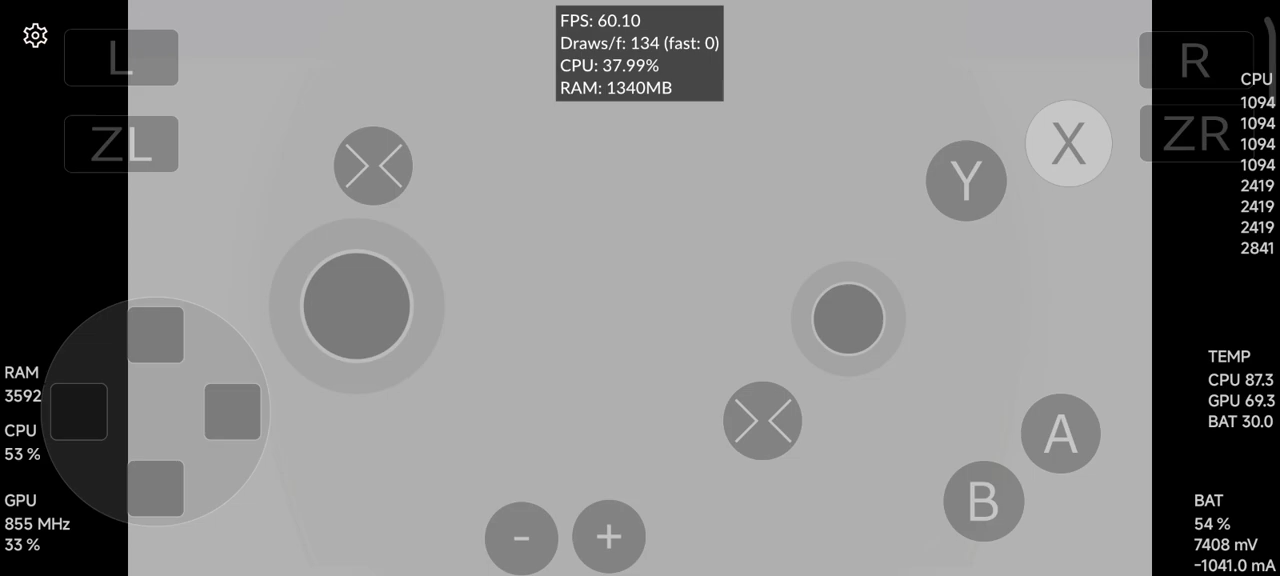 FPS: 60.10
Draws/f: 134 (fast: 0)
CPU: 37.99%
RAM: 1340MB
L
ZL
R
ZR
X
Y
A
B
-
+
CPU
1094
1094
1094
1094
2419
2419
2419
2841
RAM
3592
CPU
53 %
GPU
855 MHz
33 %
TEMP
CPU 87.3
GPU 69.3
BAT 30.0
BAT
54 %
7408 mV
-1041.0 mA